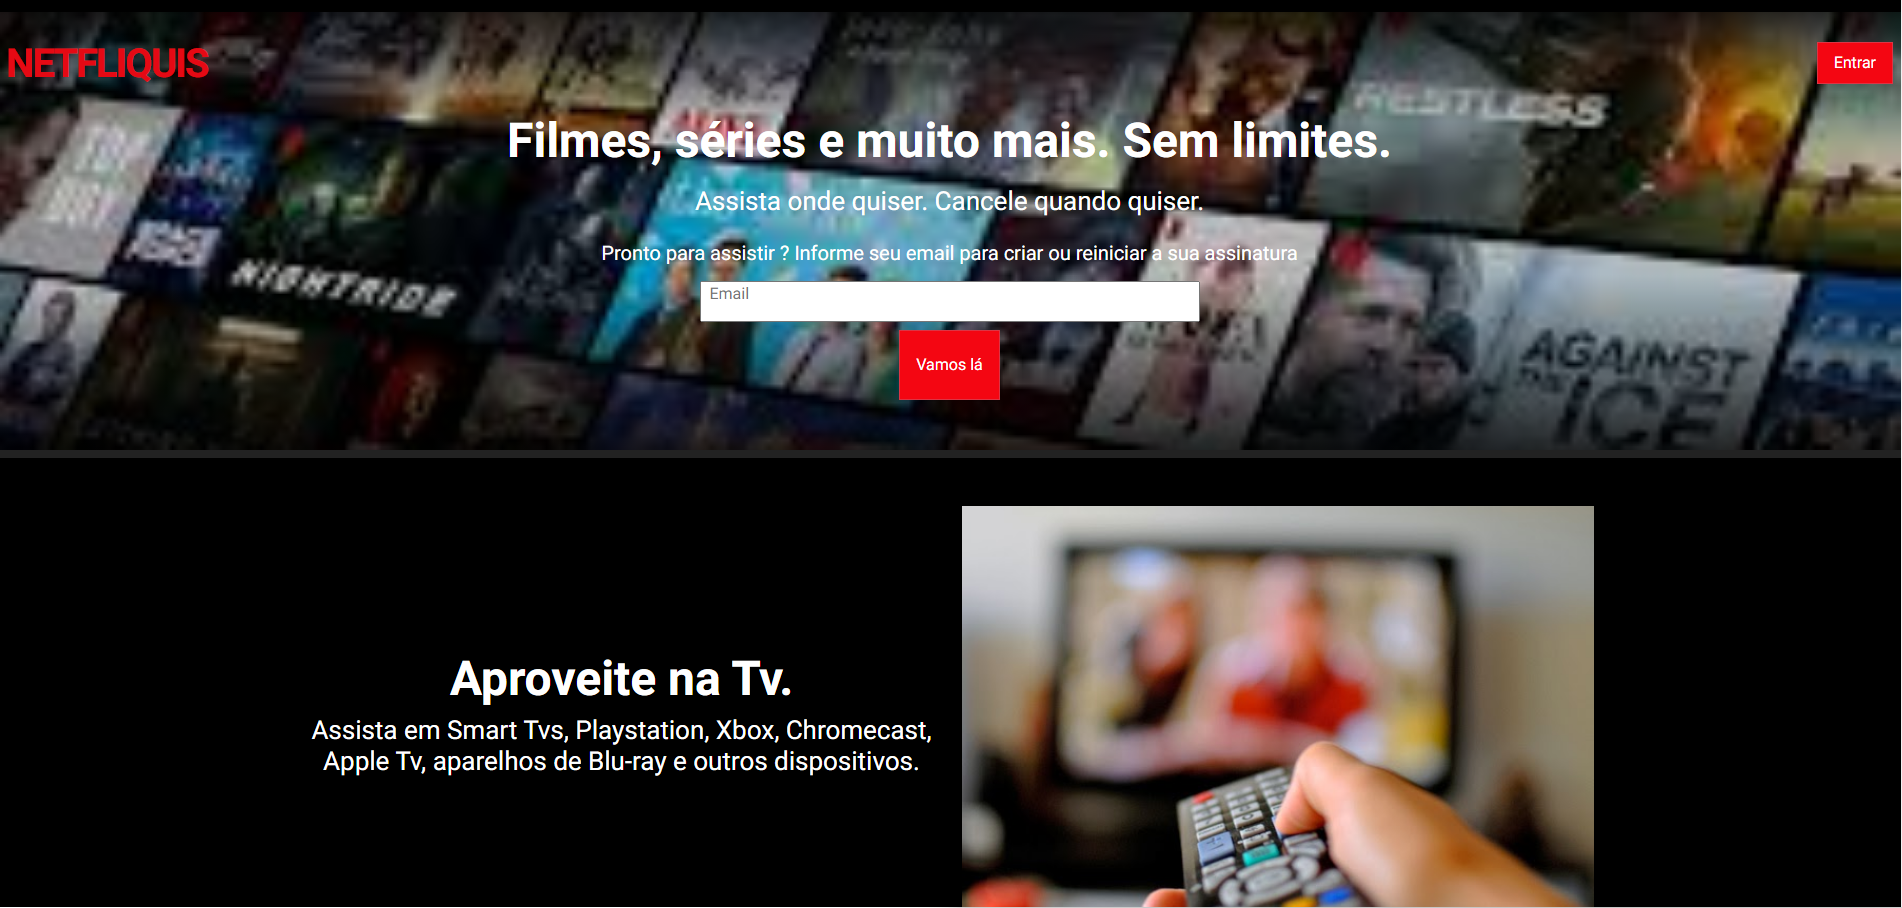 NETFLIQUIS
Entrar
RESTLESS
Filmes, séries e muito mais. Sem limites.
Assista onde quiser. Cancele quando quiser.
Pronto para assistir ? Informe seu email para criar ou reiniciar a sua assinatura
NIGHTRIDE
Email
Vamos lá
AGAINST
THE ICE
Aproveite na Tv.
Assista em Smart Tvs, Playstation, Xbox, Chromecast,
Apple Tv, aparelhos de Blu-ray e outros dispositivos.